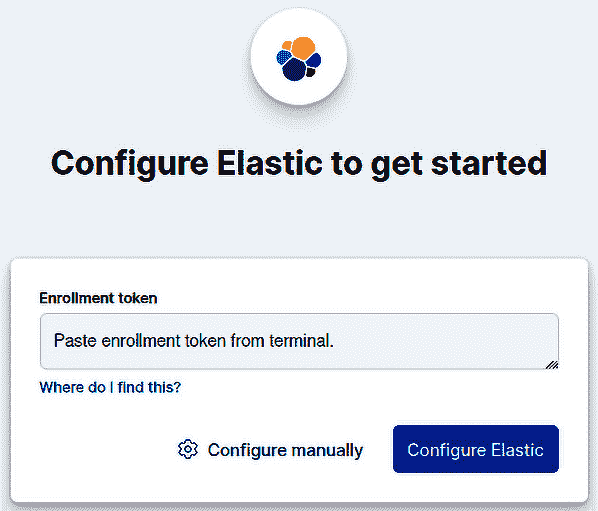 Configure Elastic to get started
Enrollment token
Paste enrollment token from terminal.
Where do I find this?
Configure manually
Configure Elastic